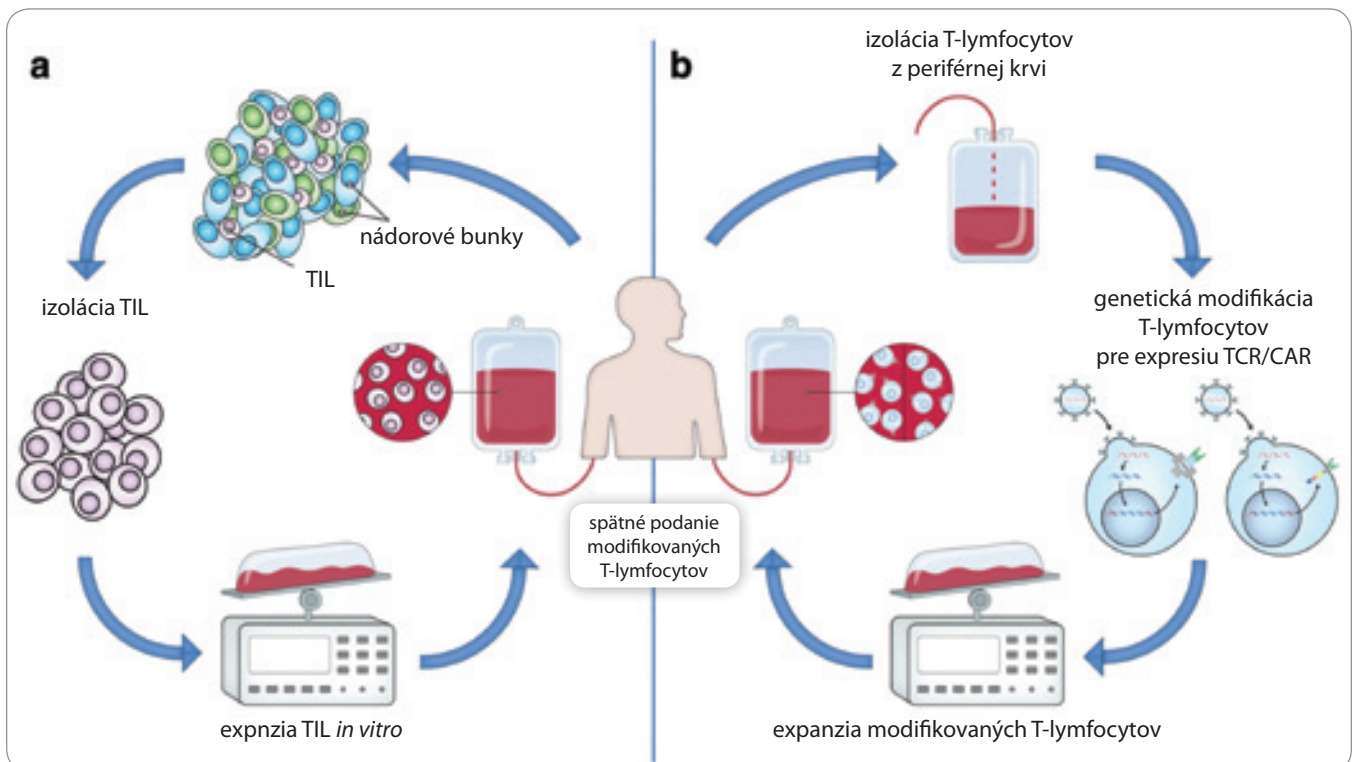 a
nádorové bunky
TIL
izolácia TIL
expnzia TIL in vitro
spätné podanie
modifikovaných
T-lymfocytov
b
izolácia T-lymfocytov
z periférnej krvi
genetická modifikácia
T-lymfocytov
pre expresiu TCR/CAR
expanzia modifikovaných T-lymfocytov